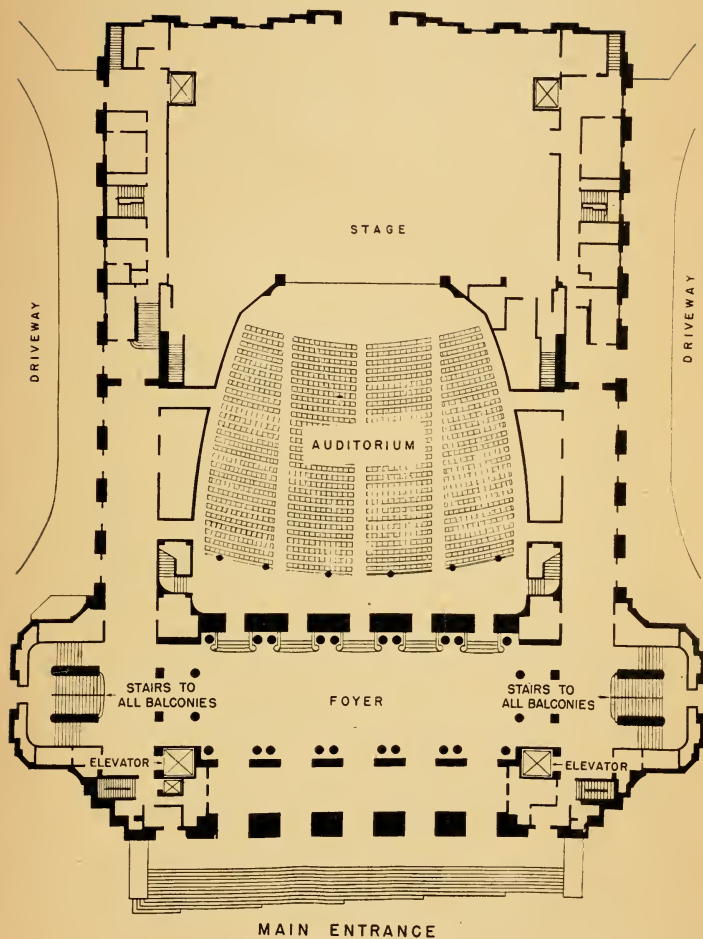 STAGE
DRIVEWAY
DRIVEWAY
AUDITORIUM
STAIRS TO
ALL BALCONIES
FOYER
STAIRS TO
ALL BALCONIES
ELEVATOR
ELEVATOR
MAIN ENTRANCE